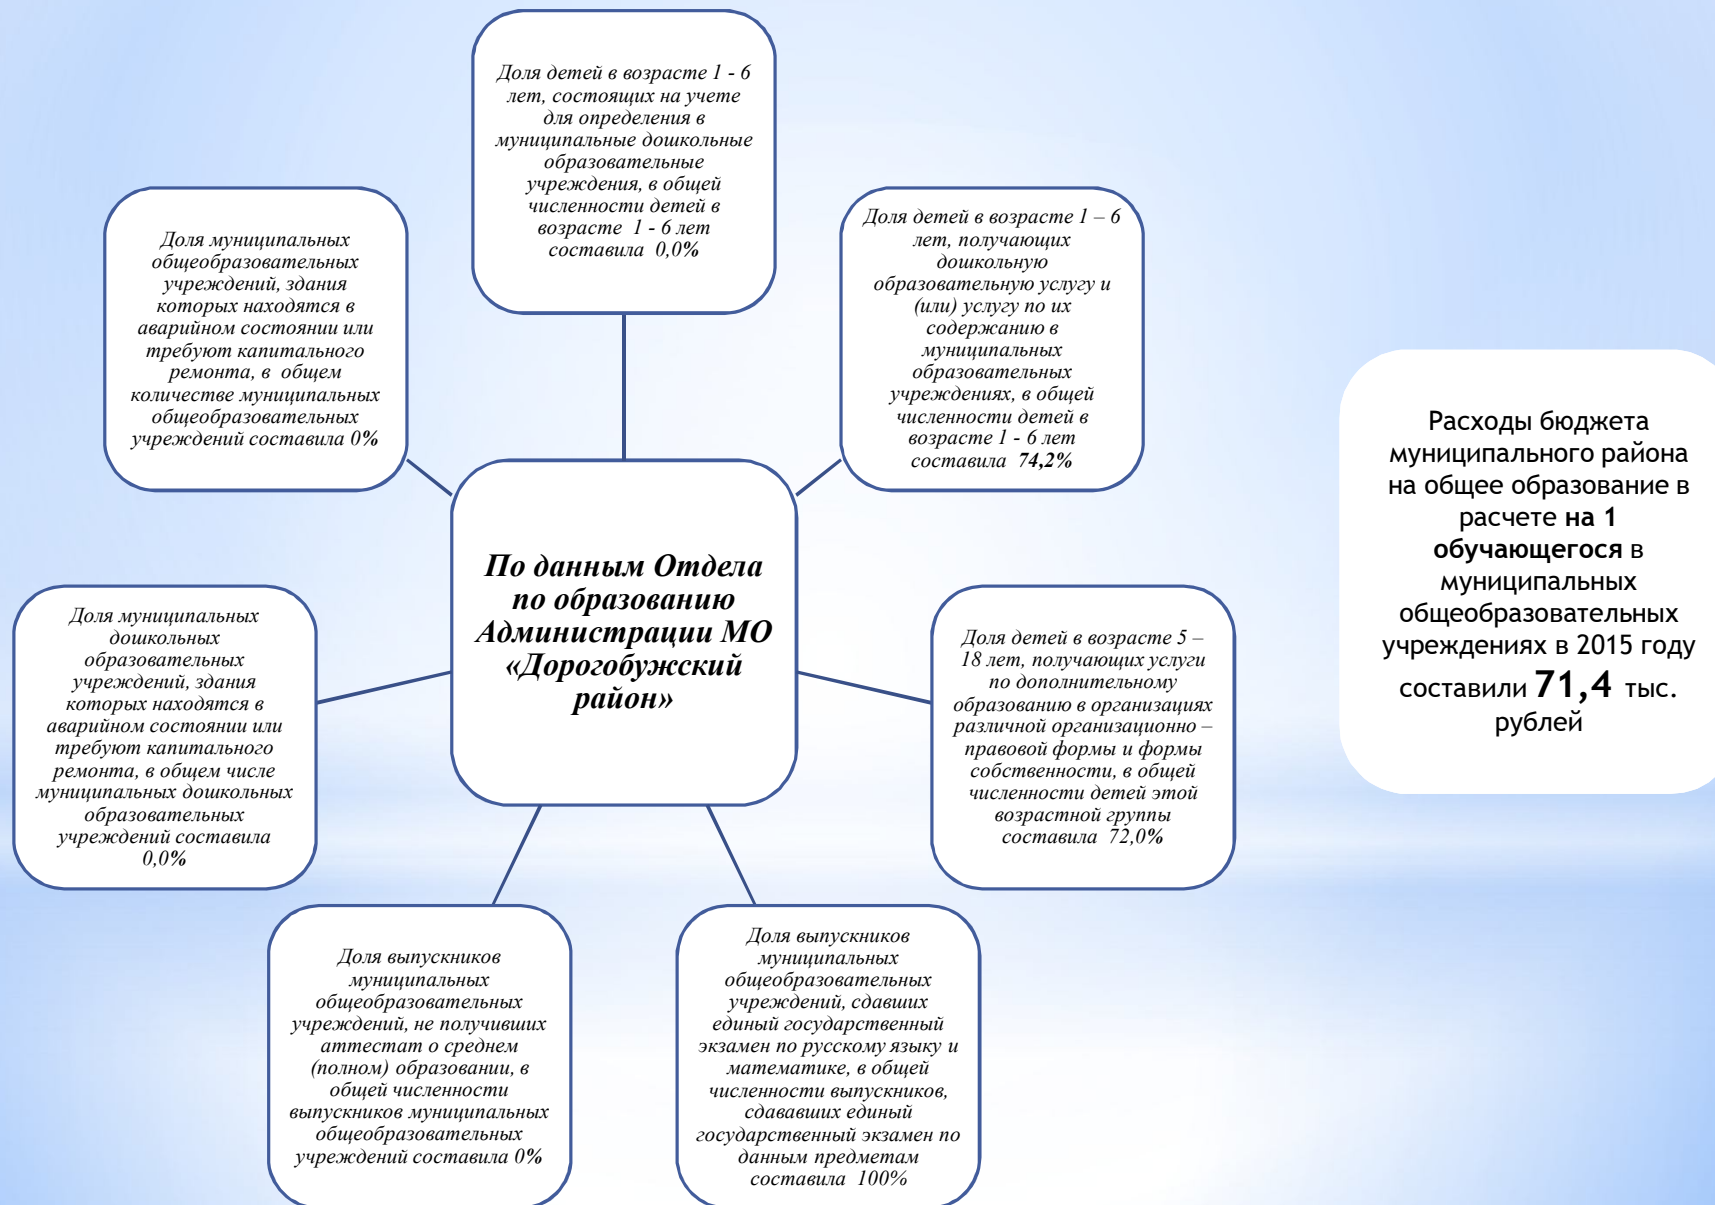 Доля детей в возрасте 1 - 6
лет, состоящих на учете
для определения в
муниципальные дошкольные
образовательные
учреждения, в общей
численности детей в
возрасте 1 - 6 лет
составила 0,0%
Доля детей в возрасте 1 – 6
лет, получающих
дошкольную
образовательную услугу и
(или) услугу по их
содержанию в
муниципальных
образовательных
учреждениях, в общей
численности детей в
возрасте 1 - 6 лет
составила 74,2%
Доля детей в возрасте 5 –
18 лет, получающих услуги
по дополнительному
образованию в организациях
различной организационно –
правовой формы и формы
собственности, в общей
численности детей этой
возрастной группы
составила 72,0%
Доля выпускников
муниципальных
общеобразовательных
учреждений, сдавших
единый государственный
экзамен по русскому языку и
математике, в общей
численности выпускников,
сдававших единый
государственный экзамен по
данным предметам
составила 100%
Доля выпускников
муниципальных
общеобразовательных
учреждений, не получивших
аттестат о среднем
(полном) образовании, в
общей численности
выпускников муниципальных
общеобразовательных
учреждений составила 0%
Доля муниципальных
дошкольных
образовательных
учреждений, здания
которых находятся в
аварийном состоянии или
требуют капитального
ремонта, в общем числе
муниципальных дошкольных
образовательных
учреждений составила
0,0%
Доля муниципальных
общеобразовательных
учреждений, здания
которых находятся в
аварийном состоянии или
требуют капитального
ремонта, в общем
количестве муниципальных
общеобразовательных
учреждений составила 0%
По данным Отдела
по образованию
Администрации МО
«Дорогобужский
район»
Расходы бюджета
муниципального района
на общее образование в
расчете на 1
обучающегося в
муниципальных
общеобразовательных
учреждениях в 2015 году
составили 71,4 тыс.
рублей